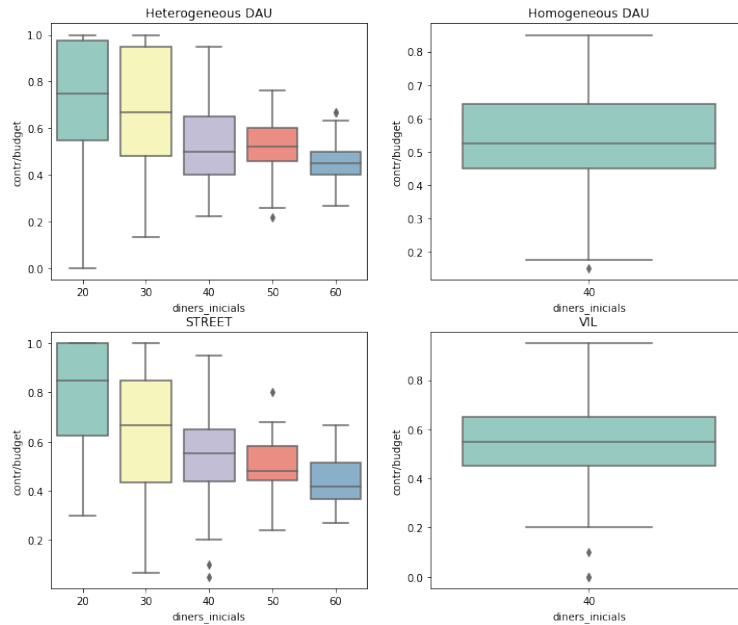 Heterogeneous DAU
contr/budget
1.0
0.8
0.6
0.4
0.2
0.0
20 30 40 50 60
diners_inicials
Homogeneous DAU
contr/budget
0.8
0.7
0.6
0.5
0.4
0.3
0.2
40
diners_inicials
STREET
contr/budget
1.0
0.8
0.6
0.4
0.2
20 30 40 50 60
diners_inicials
VIL
contr/budget
0.8
0.6
0.4
0.2
0.0
40
diners_inicials